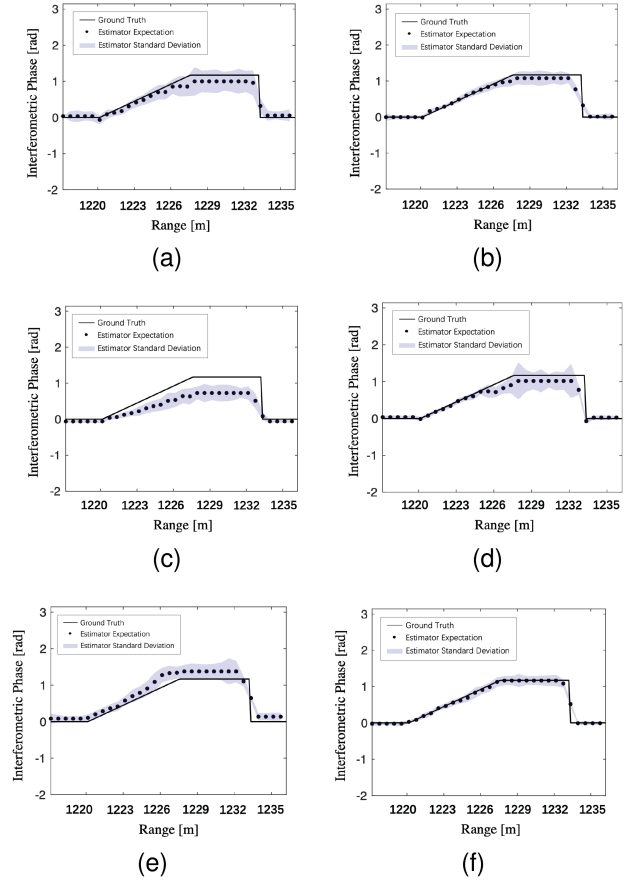 Interferometric Phase [rad]
3
2
1
0
-1
-2
Ground Truth
Estimator Expectation
Estimator Standard Deviation
1220 1223 1226 1229 1232 1235
Range [m]
(a)
Interferometric Phase [rad]
3
2
1
0
-1
-2
Ground Truth
Estimator Expectation
Estimator Standard Deviation
1220 1223 1226 1229 1232 1235
Range [m]
(b)
Interferometric Phase [rad]
3
2
1
0
-1
-2
Ground Truth
Estimator Expectation
Estimator Standard Deviation
1220 1223 1226 1229 1232 1235
Range [m]
(c)
Interferometric Phase [rad]
3
2
1
0
-1
-2
Ground Truth
Estimator Expectation
Estimator Standard Deviation
1220 1223 1226 1229 1232 1235
Range [m]
(d)
Interferometric Phase [rad]
3
2
1
0
-1
-2
Ground Truth
Estimator Expectation
Estimator Standard Deviation
1220 1223 1226 1229 1232 1235
Range [m]
(e)
Interferometric Phase [rad]
3
2
1
0
-1
-2
Ground Truth
Estimator Expectation
Estimator Standard Deviation
1220 1223 1226 1229 1232 1235
Range [m]
(f)